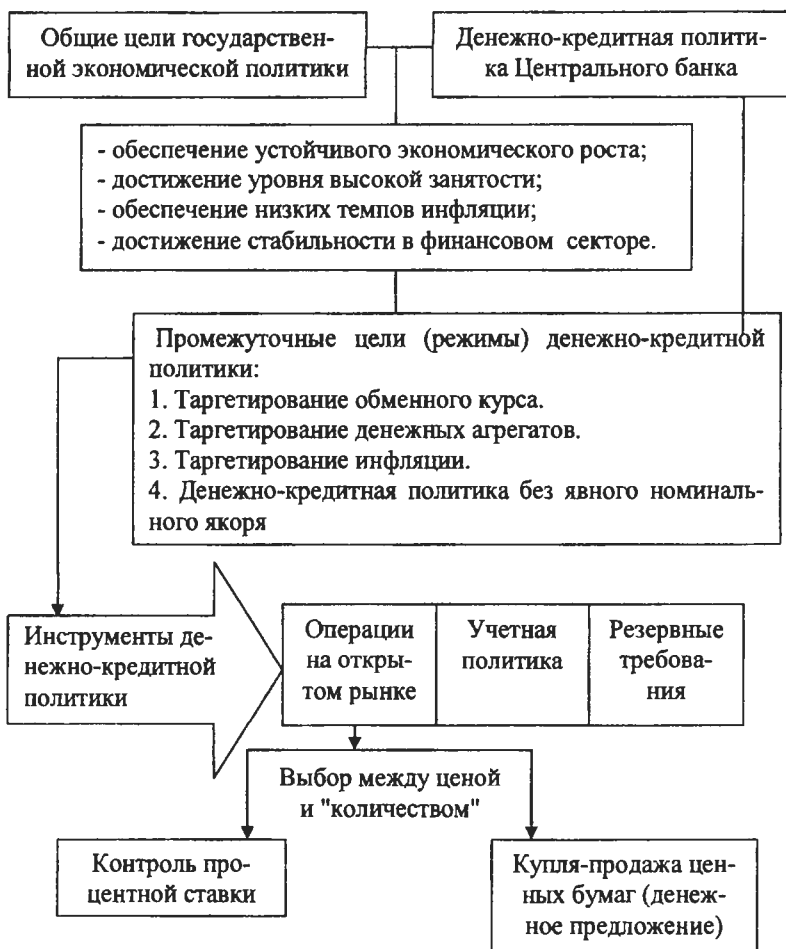 Общие цели государствен-
ной экономической политики
Денежно-кредитная полити-
ка Центрального банка
- обеспечение устойчивого экономического роста;
- достижение уровня высокой занятости;
- обеспечение низких темпов инфляции;
- достижение стабильности в финансовом секторе.
Промежуточные цели (режимы) денежно-кредитной
политики:
1. Таргетирование обменного курса.
2. Таргетирование денежных агрегатов.
3. Таргетирование инфляции.
4. Денежно-кредитная политика без явного номиналь-
ного якоря
Инструменты де-
нежно-кредитной
политики
Операции
на откры-
том рынке
Учетная
политика
Резервные
требова-
ния
Выбор между ценой
и "количеством"
Контроль про-
центной ставки
Купля-продажа цен-
ных бумаг (денеж-
ное предложение)